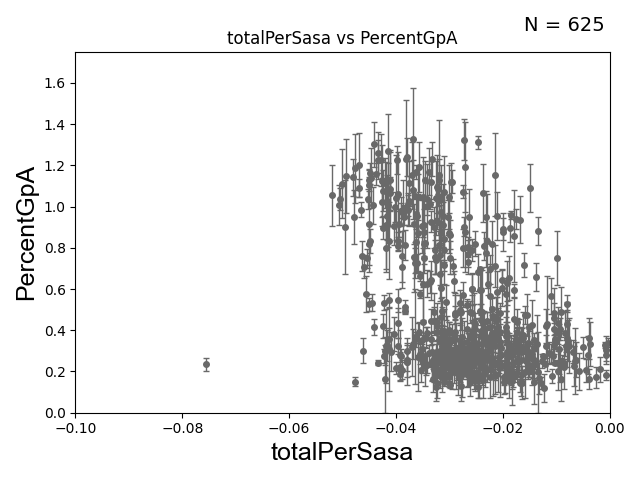 N = 625
totalPerSasa vs PercentGpA
PercentGpA
1.6
1.4
1.2
1.0
0.8
0.6
0.4
0.2
0.0
−0.10 −0.08 −0.06 −0.04 −0.02 0.00
totalPerSasa